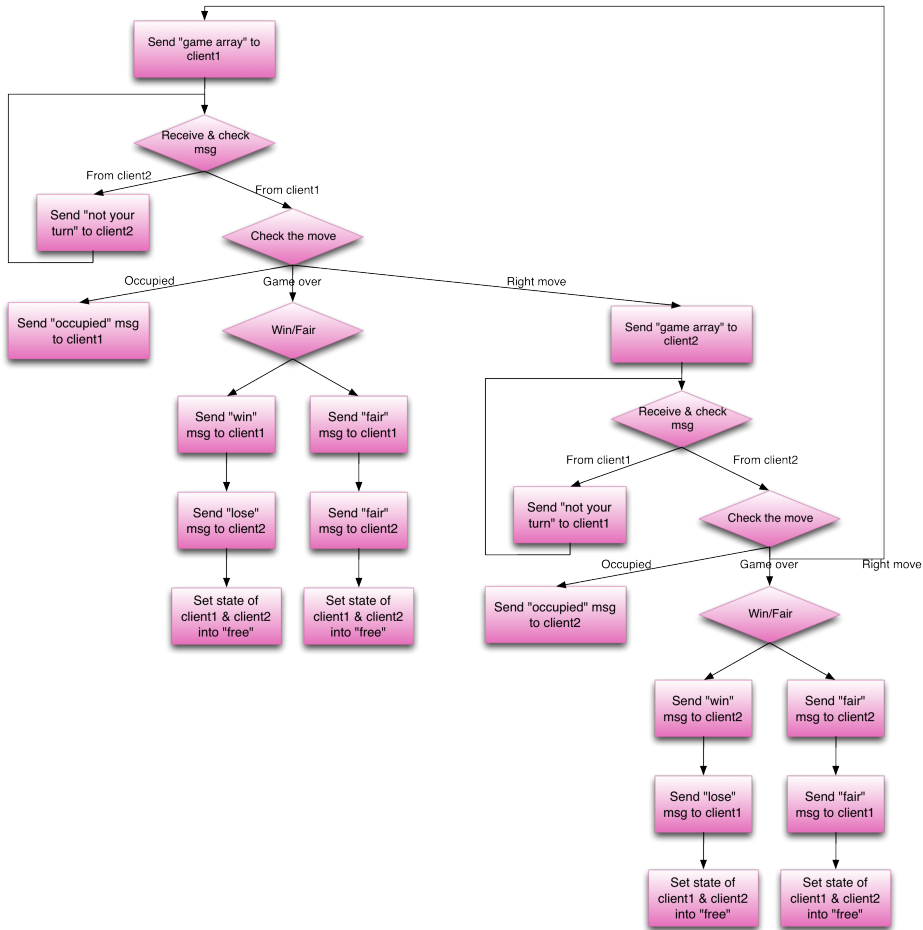 Send "game array" to
client1
Receive & check
msg
From client2
From client1
Send "not your
turn" to client2
Check the move
Occupied
Game over
Right move
Send "occupied" msg
to client1
Win/Fair
Send "game array" to
client2
Send "win"
msg to client1
Send "fair"
msg to client1
Receive & check
msg
From client1
From client2
Send "lose"
msg to client2
Send "fair"
msg to client2
Send "not your
turn" to client1
Check the move
Occupied
Game over
Right move
Set state of
client1 & client2
into "free"
Set state of
client1 & client2
into "free"
Send "occupied" msg
to client2
Win/Fair
Send "win"
msg to client2
Send "fair"
msg to client2
Send "lose"
msg to client1
Send "fair"
msg to client1
Set state of
client1 & client2
into "free"
Set state of
client1 & client2
into "free"